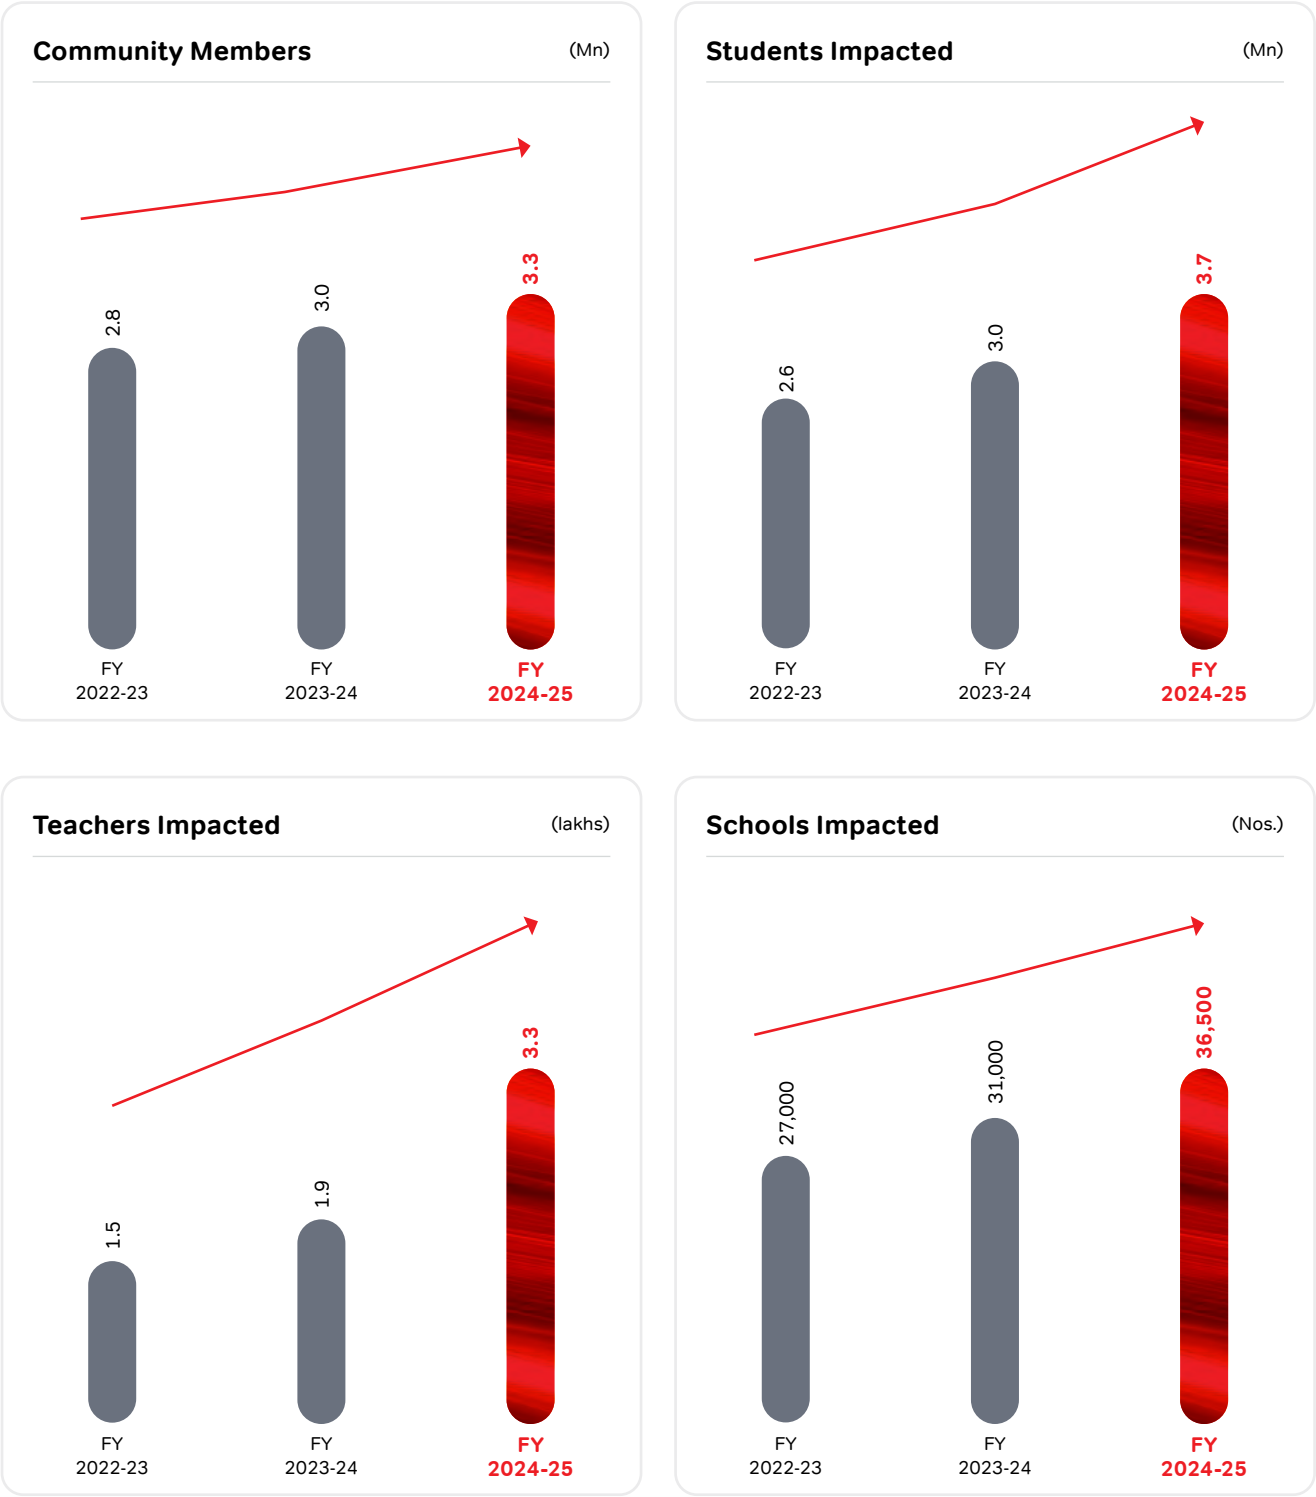 Community Members
(Mn)
2.8
3.0
3.3
FY
2022-23
FY
2023-24
FY
2024-25
Students Impacted
(Mn)
2.6
3.0
3.7
FY
2022-23
FY
2023-24
FY
2024-25
Teachers Impacted
(lakhs)
1.5
1.9
3.3
FY
2022-23
FY
2023-24
FY
2024-25
Schools Impacted
(Nos.)
27,000
31,000
36,500
FY
2022-23
FY
2023-24
FY
2024-25